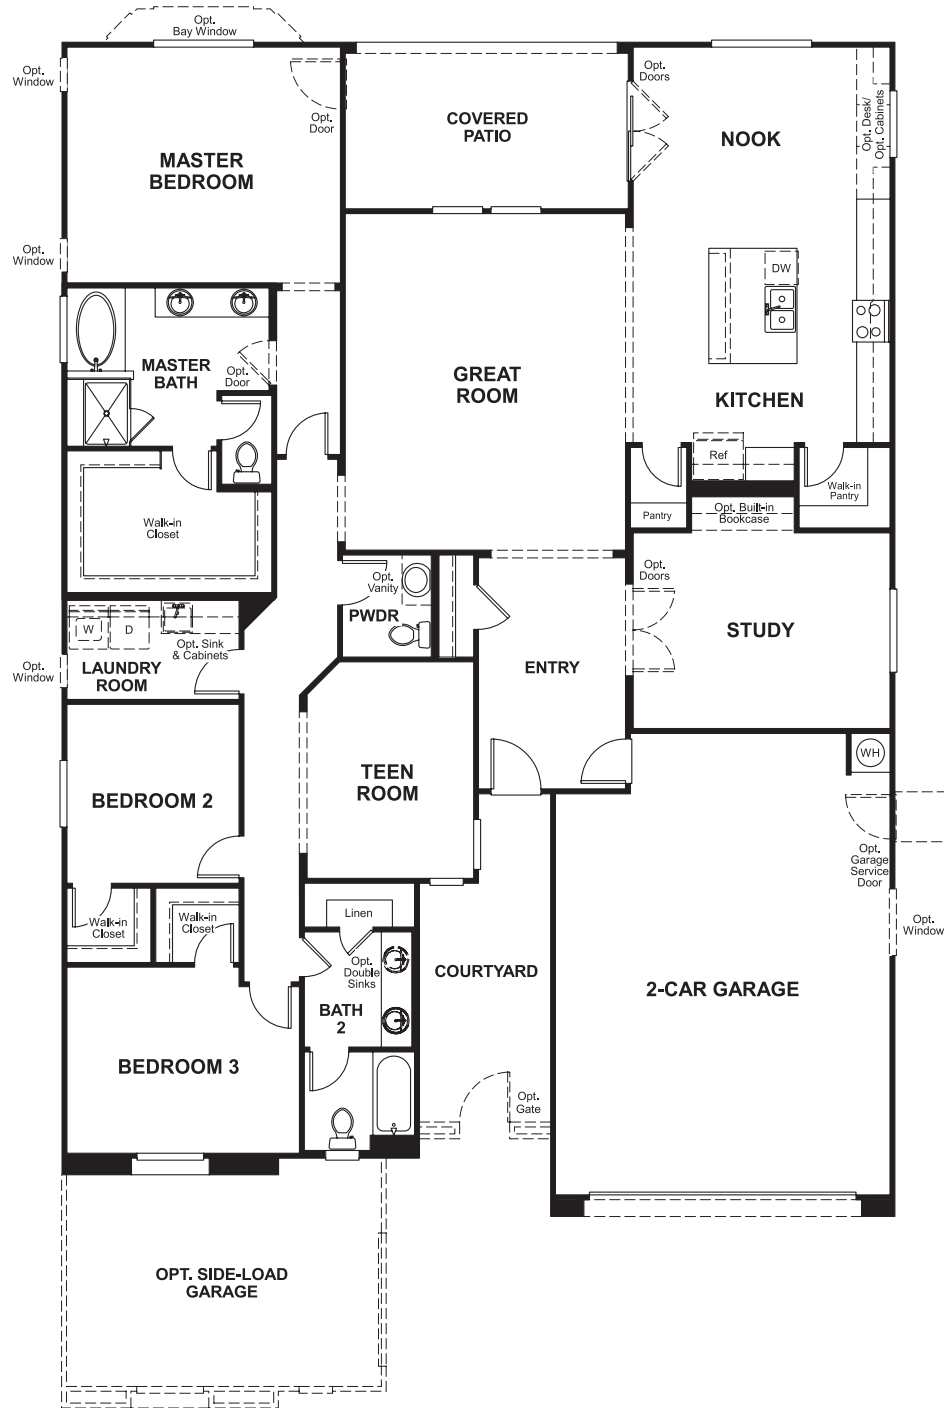 Opt.
Bay Window
Opt.
Window
Opt.
Door
MASTER
BEDROOM
Opt.
Window
COVERED
PATIO
Opt.
Doors
NOOK
Opt. Desk/
Opt. Cabinets
DW
MASTER
BATH
Opt.
Door
GREAT
ROOM
KITCHEN
Ref
Walk-in
Pantry
Pantry
Opt. Built-in
Bookcase
Walk-in
Closet
Opt.
Vanity
PWDR
Opt.
Doors
STUDY
ENTRY
W
D
Opt. Sink
& Cabinets
LAUNDRY
ROOM
Opt.
Window
TEEN
ROOM
WH
BEDROOM 2
Opt.
Garage
Service
Door
Walk-in
Closet
Walk-in
Closet
Linen
Opt.
Window
Opt.
Double
Sinks
BATH
2
COURTYARD
2-CAR GARAGE
BEDROOM 3
Opt.
Gate
OPT. SIDE-LOAD
GARAGE